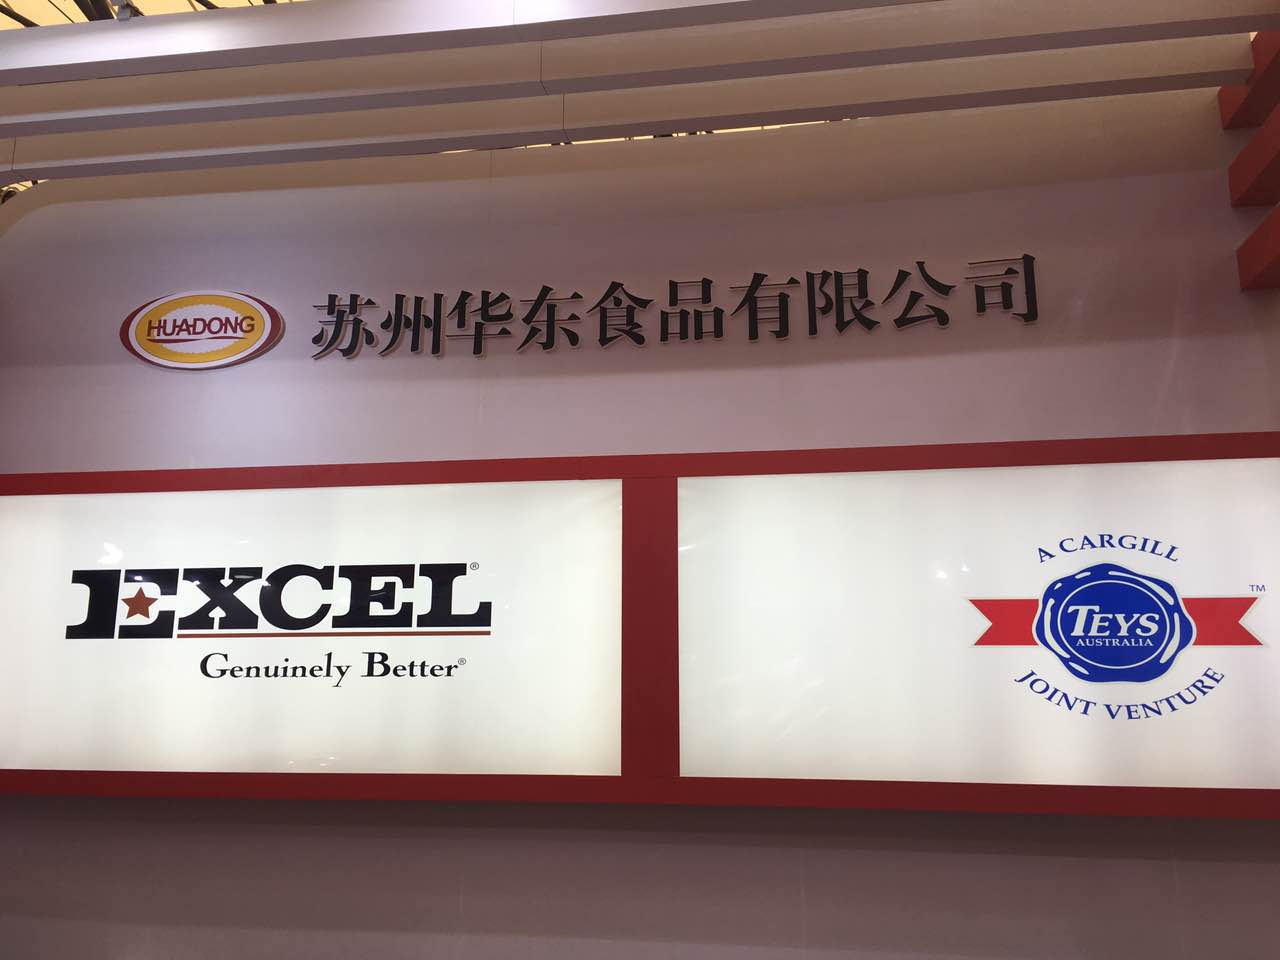 HUADONG
苏州华东食品有限公司
EXCEL®
Genuinely Better®
A CARGILL
TEYS
AUSTRALIA
JOINT VENTURE
TM